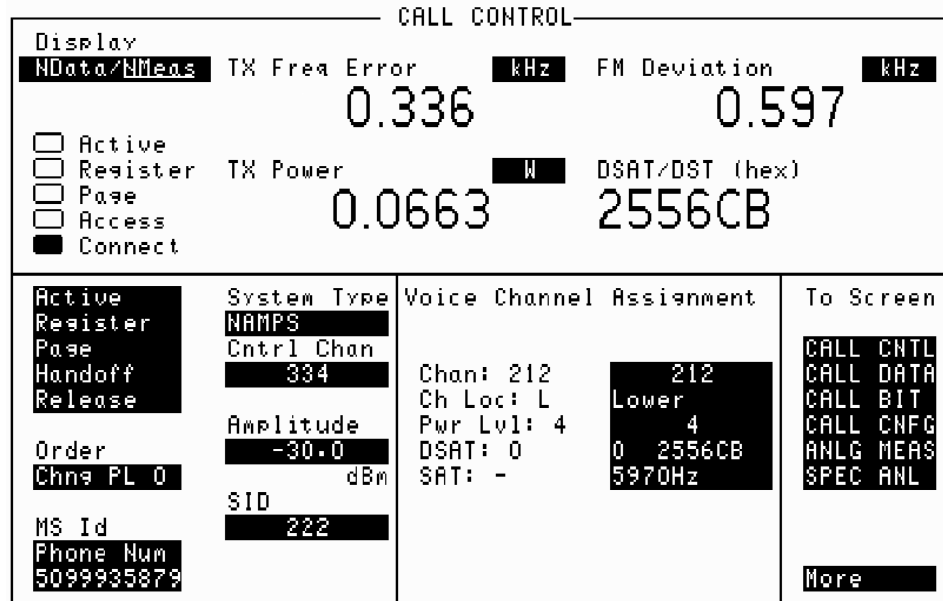 CALL CONTROL
Display
NData/NMeas TX Freq Error kHz FM Deviation kHz
0.336 0.597
Active
Register TX Power W DSAT/DST (hex)
Page
0.0663 2556CB
Access
Connect
Active System Type Voice Channel Assignment To Screen
Register NAMPS
Page Cntrl Chan CALL CNTL
Handoff 334 Chan: 212 212 CALL DATA
Release Ch Loc: L Lower CALL BIT
Amplitude Pwr Lvl: 4 4 CALL CNFG
Order -30.0 DSAT: 0 0 2556CB ANLG MEAS
Chng PL 0 dBm SAT: - 5970Hz SPEC ANL
SID
MS Id 222
Phone Num
5099935879 More